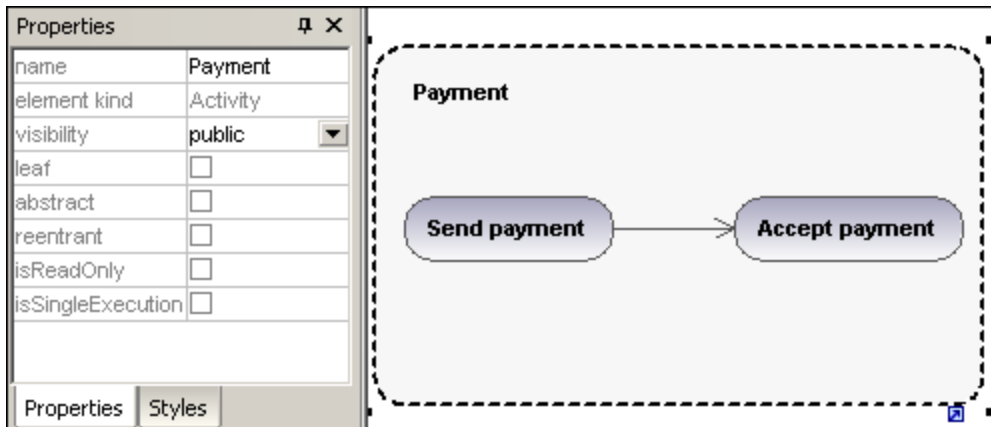 Properties
name Payment
element kind Activity
visibility public
leaf
abstract
reentrant
isReadOnly
isSingleExecution
Properties Styles
Payment
Send payment Accept payment